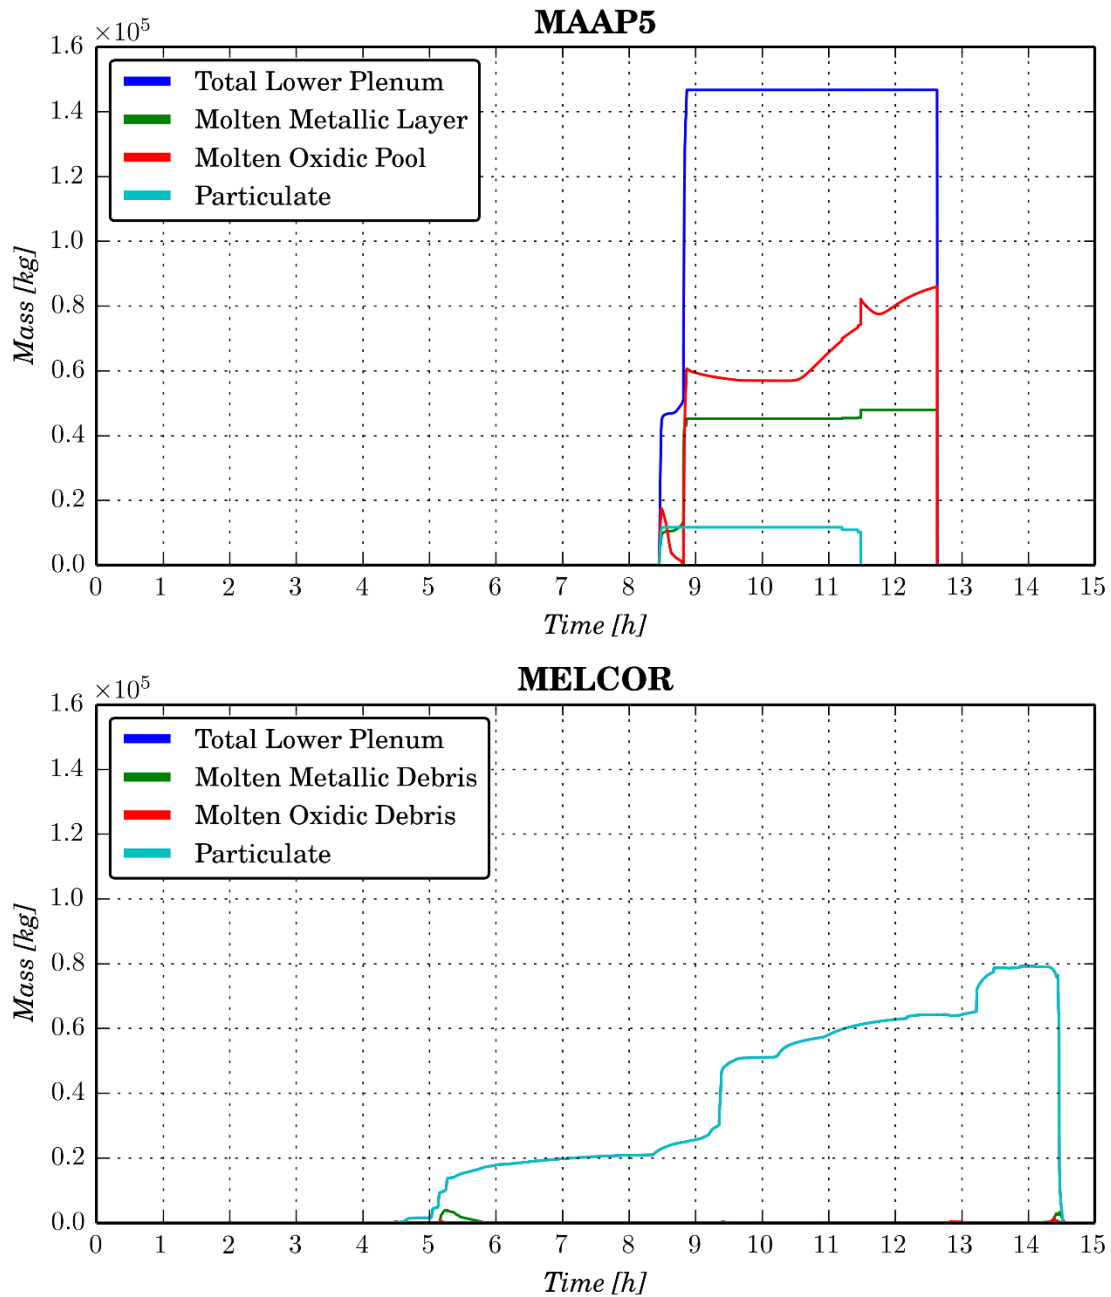 MAAP5
×10⁵
1.6
1.4
1.2
1.0
0.8
0.6
0.4
0.2
0.0
Mass [kg]
Total Lower Plenum
Molten Metallic Layer
Molten Oxidic Pool
Particulate
0 1 2 3 4 5 6 7 8 9 10 11 12 13 14 15
Time [h]
MELCOR
×10⁵
1.6
1.4
1.2
1.0
0.8
0.6
0.4
0.2
0.0
Mass [kg]
Total Lower Plenum
Molten Metallic Debris
Molten Oxidic Debris
Particulate
0 1 2 3 4 5 6 7 8 9 10 11 12 13 14 15
Time [h]